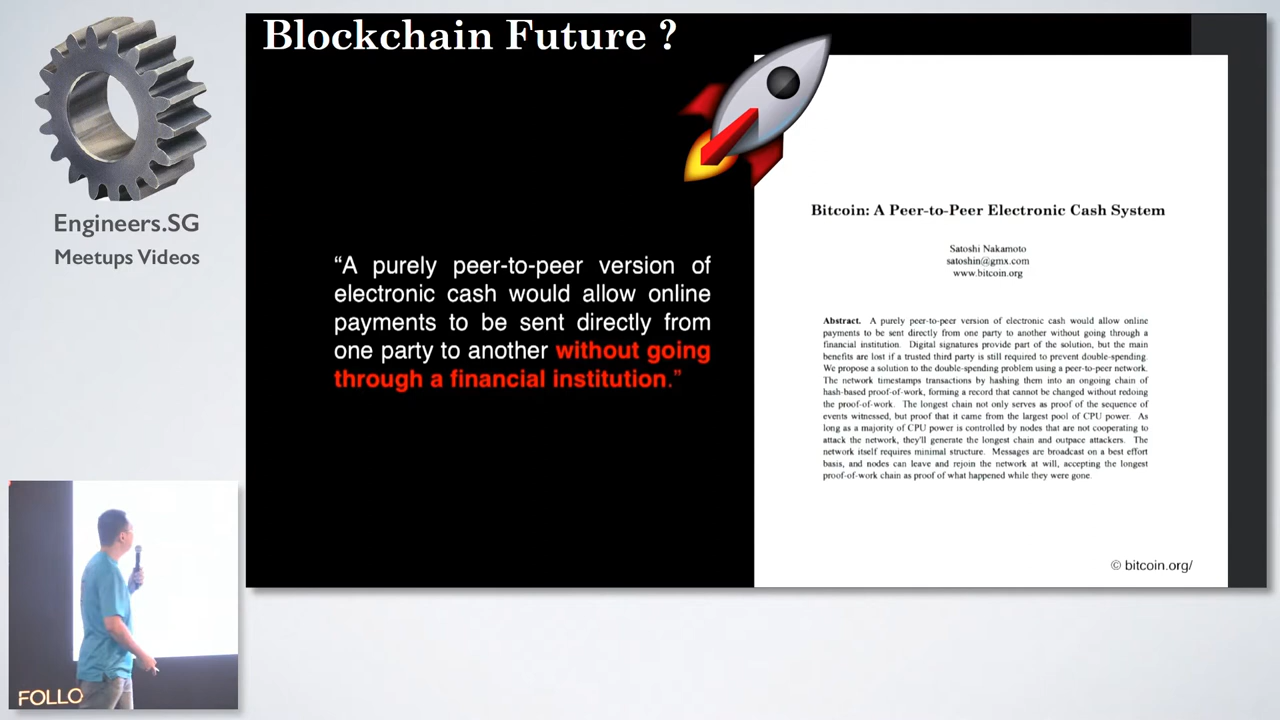 Engineers.SG
Meetups Videos
Blockchain Future ?
“A purely peer-to-peer version of
electronic cash would allow online
payments to be sent directly from
one party to another without going
through a financial institution.”
Bitcoin: A Peer-to-Peer Electronic Cash System
Satoshi Nakamoto
satoshin@gmx.com
www.bitcoin.org
Abstract. A purely peer-to-peer version of electronic cash would allow online
payments to be sent directly from one party to another without going through a
financial institution. Digital signatures provide part of the solution, but the main
benefits are lost if a trusted third party is still required to prevent double-spending.
We propose a solution to the double-spending problem using a peer-to-peer network.
The network timestamps transactions by hashing them into an ongoing chain of
hash-based proof-of-work, forming a record that cannot be changed without redoing
the proof-of-work. The longest chain not only serves as proof of the sequence of
events witnessed, but proof that it came from the largest pool of CPU power. As
long as a majority of CPU power is controlled by nodes that are not cooperating to
attack the network, they'll generate the longest chain and outpace attackers. The
network itself requires minimal structure. Messages are broadcast on a best effort
basis, and nodes can leave and rejoin the network at will, accepting the longest
proof-of-work chain as proof of what happened while they were gone.
© bitcoin.org/
FOLLO